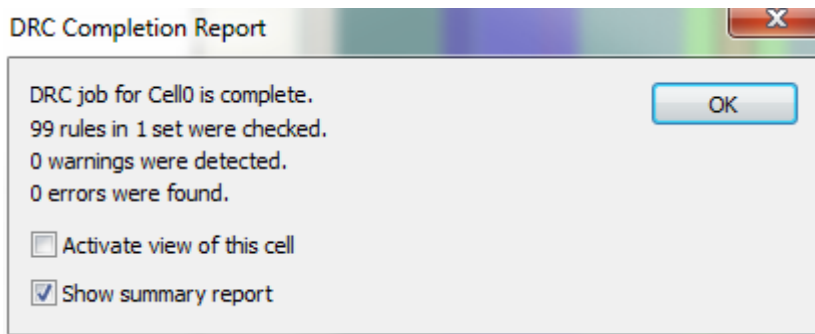 DRC Completion Report
DRC job for Cell0 is complete.
OK
99 rules in 1 set were checked.
0 warnings were detected.
0 errors were found.
Activate view of this cell
Show summary report